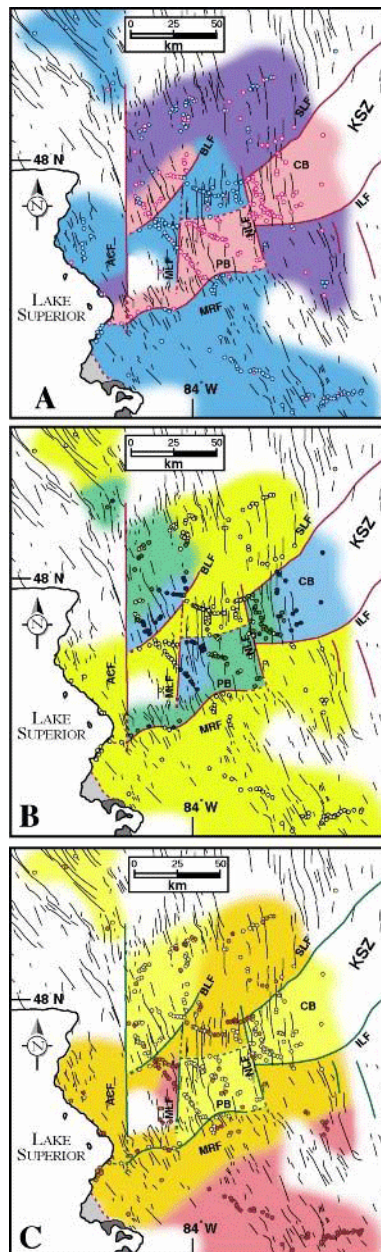 0 25 50
km
KSZ
SLF
BLF
CB
48 N
ILF
Z
NLF
ACF
MLF
PB
LAKE
SUPERIOR
MRF
84°W
A
0 25 50
km
KSZ
SLF
BLF
CB
48 N
ILF
Z
NLF
ACF
MLF
PB
LAKE
SUPERIOR
MRF
84°W
B
0 25 50
km
KSZ
SLF
BLF
CB
48 N
ILF
Z
NLF
ACF
MLF
PB
LAKE
SUPERIOR
MRF
84°W
C